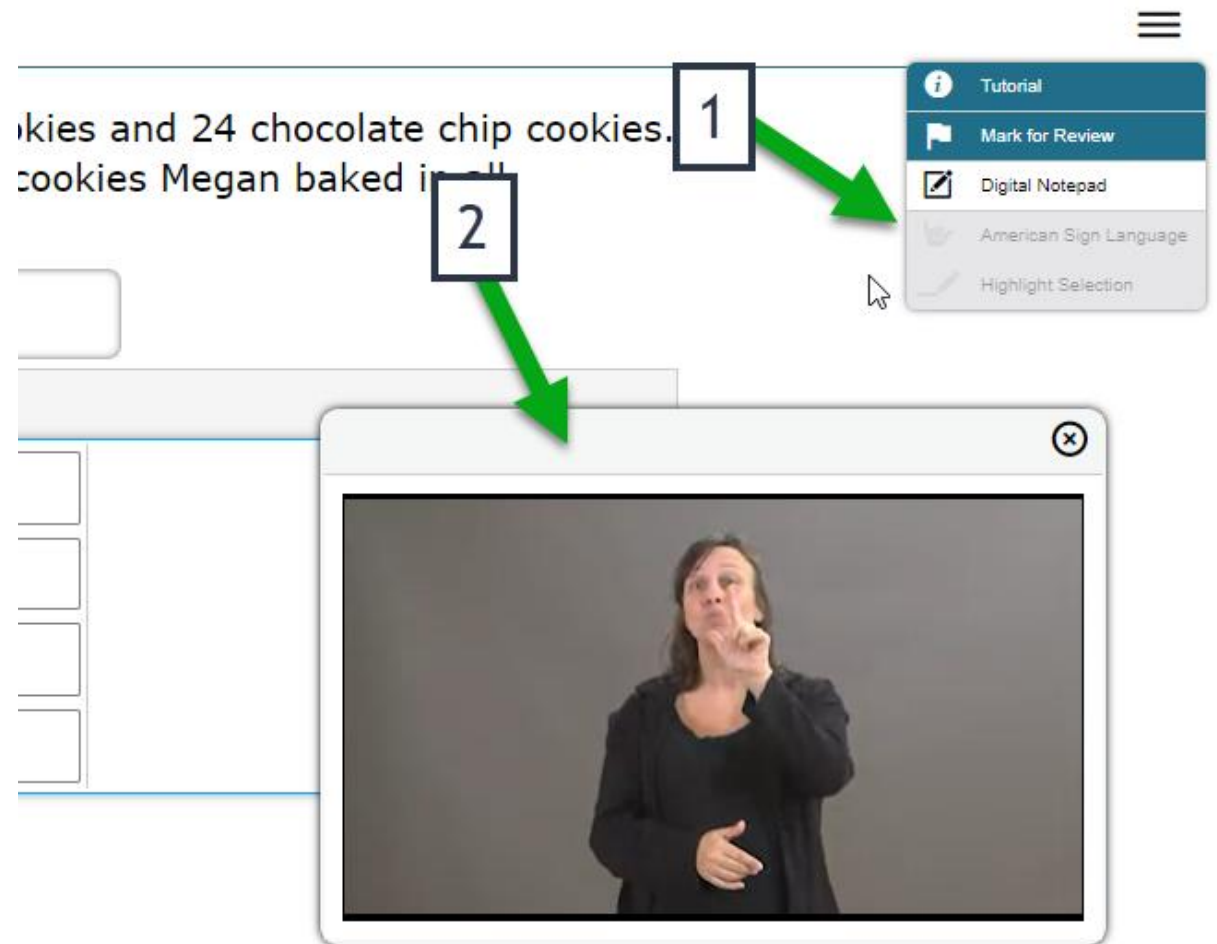 Tutorial
1
okies and 24 chocolate chip cookies.
Mark for Review
cookies Megan baked in all
Digital Notepad
2
American Sign Language
Highlight Selection